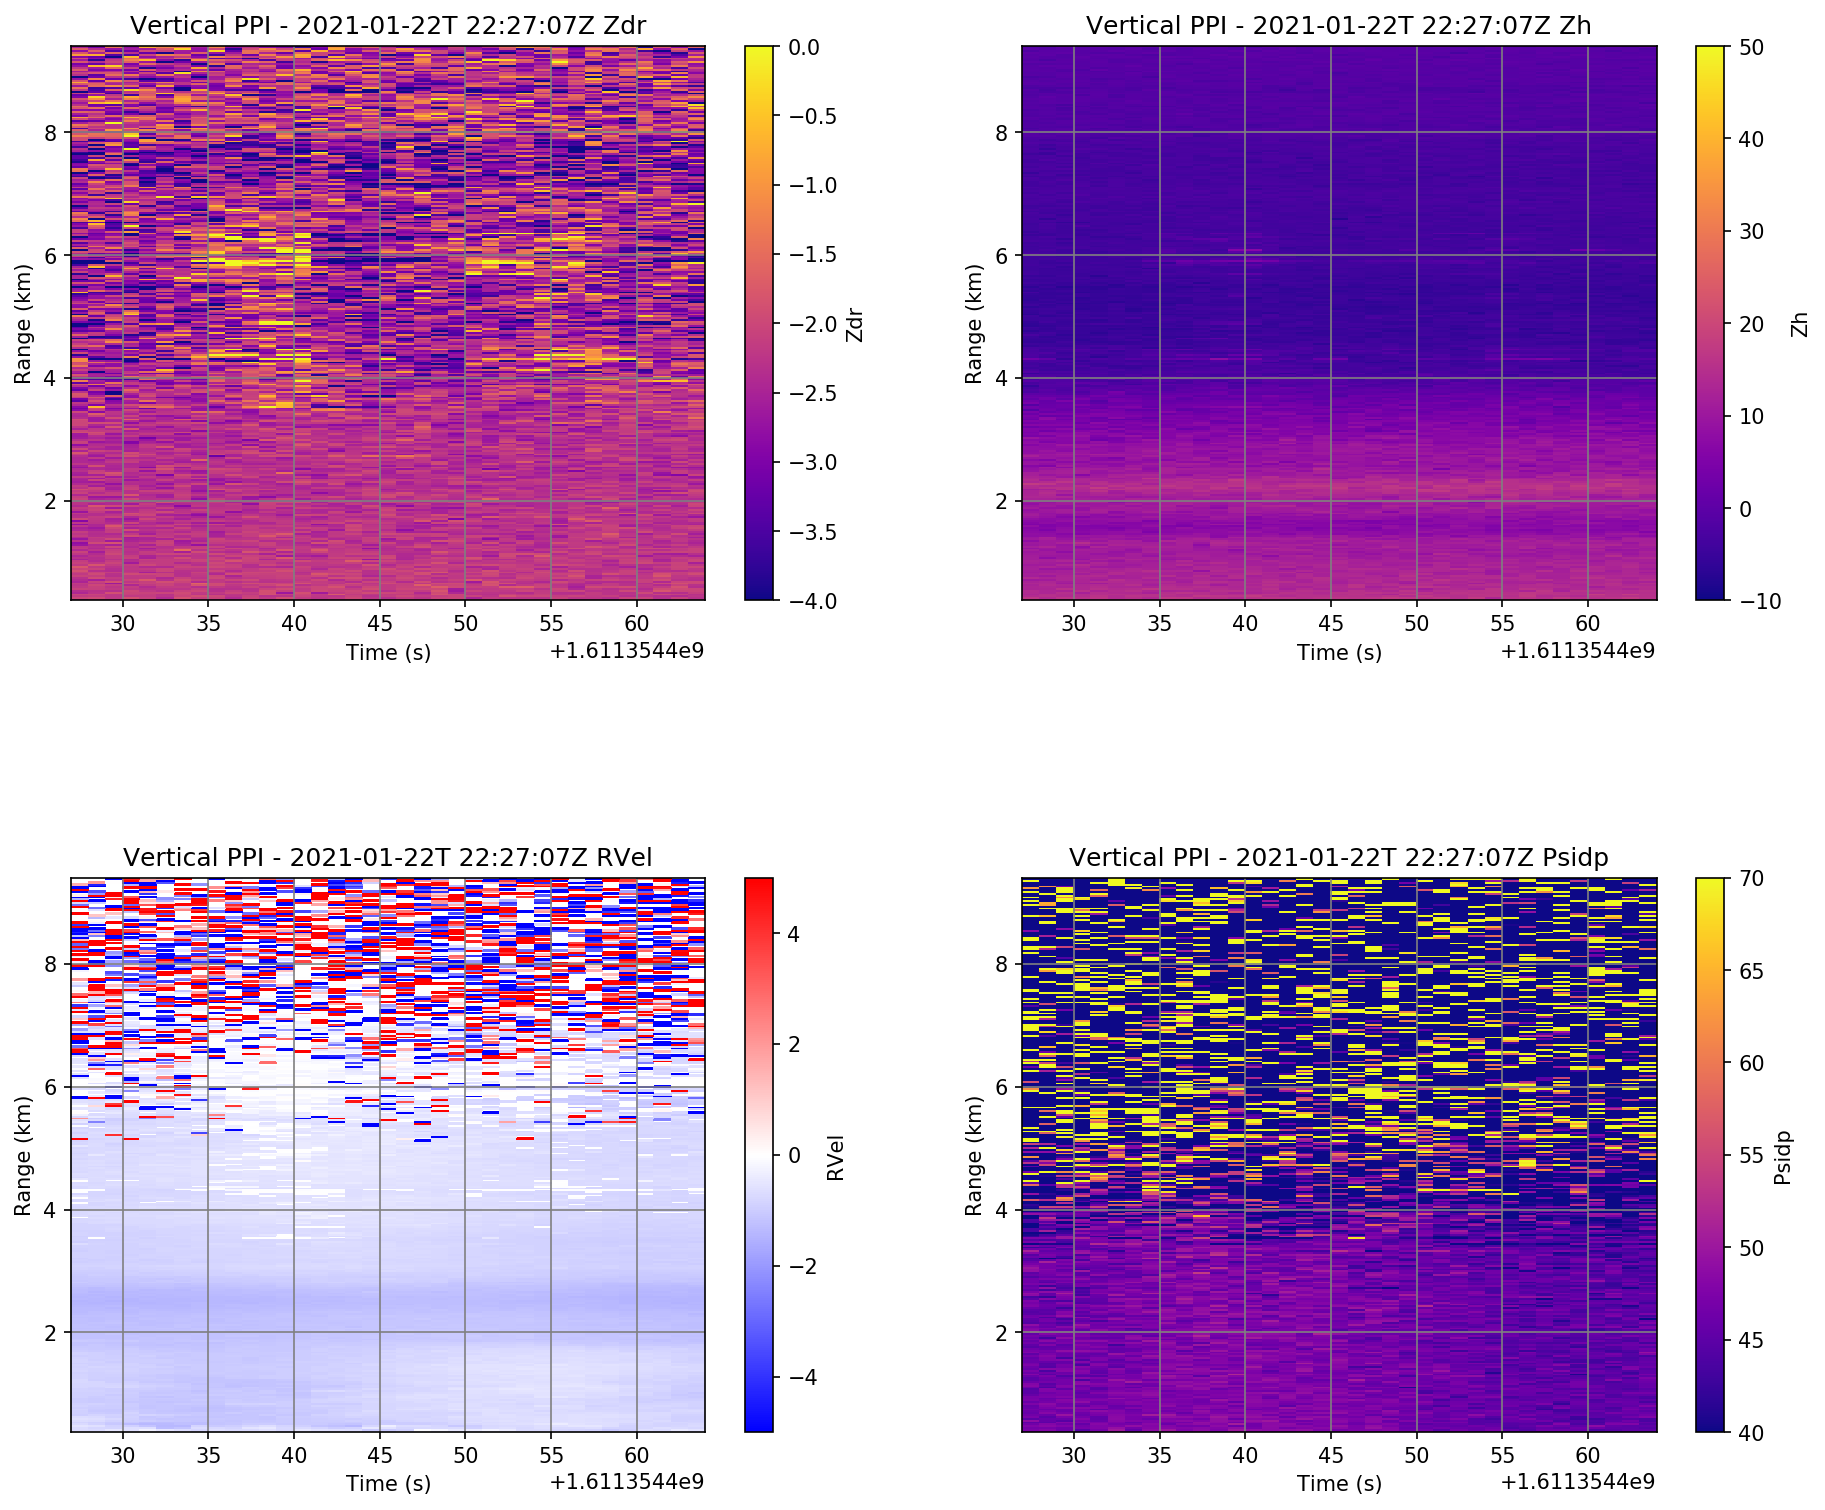 Vertical PPI - 2021-01-22T 22:27:07Z Zdr
Range (km)
8
6
4
2
30 35 40 45 50 55 60
Time (s)
+1.6113544e9
0.0
−0.5
−1.0
−1.5
−2.0
−2.5
−3.0
−3.5
−4.0
Zdr
Vertical PPI - 2021-01-22T 22:27:07Z Zh
Range (km)
8
6
4
2
30 35 40 45 50 55 60
Time (s)
+1.6113544e9
50
40
30
20
10
0
−10
Zh
Vertical PPI - 2021-01-22T 22:27:07Z RVel
Range (km)
8
6
4
2
30 35 40 45 50 55 60
Time (s)
+1.6113544e9
4
2
0
−2
−4
RVel
Vertical PPI - 2021-01-22T 22:27:07Z Psidp
Range (km)
8
6
4
2
30 35 40 45 50 55 60
Time (s)
+1.6113544e9
70
65
60
55
50
45
40
Psidp